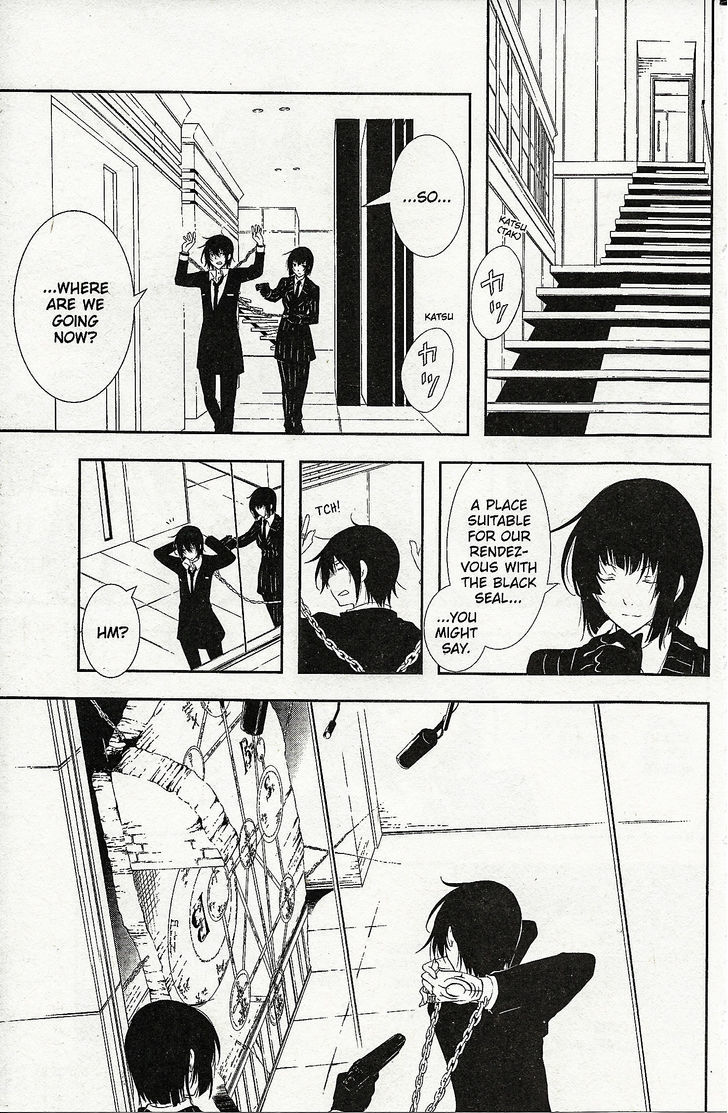 KATSU
(TAK)
カッ
...SO...
KATSU
カッ
...WHERE
ARE WE
GOING
NOW?
A PLACE
SUITABLE
FOR OUR
RENDEZ-
VOUS WITH
THE BLACK
SEAL...
...YOU
MIGHT
SAY.
TCH!
HM?